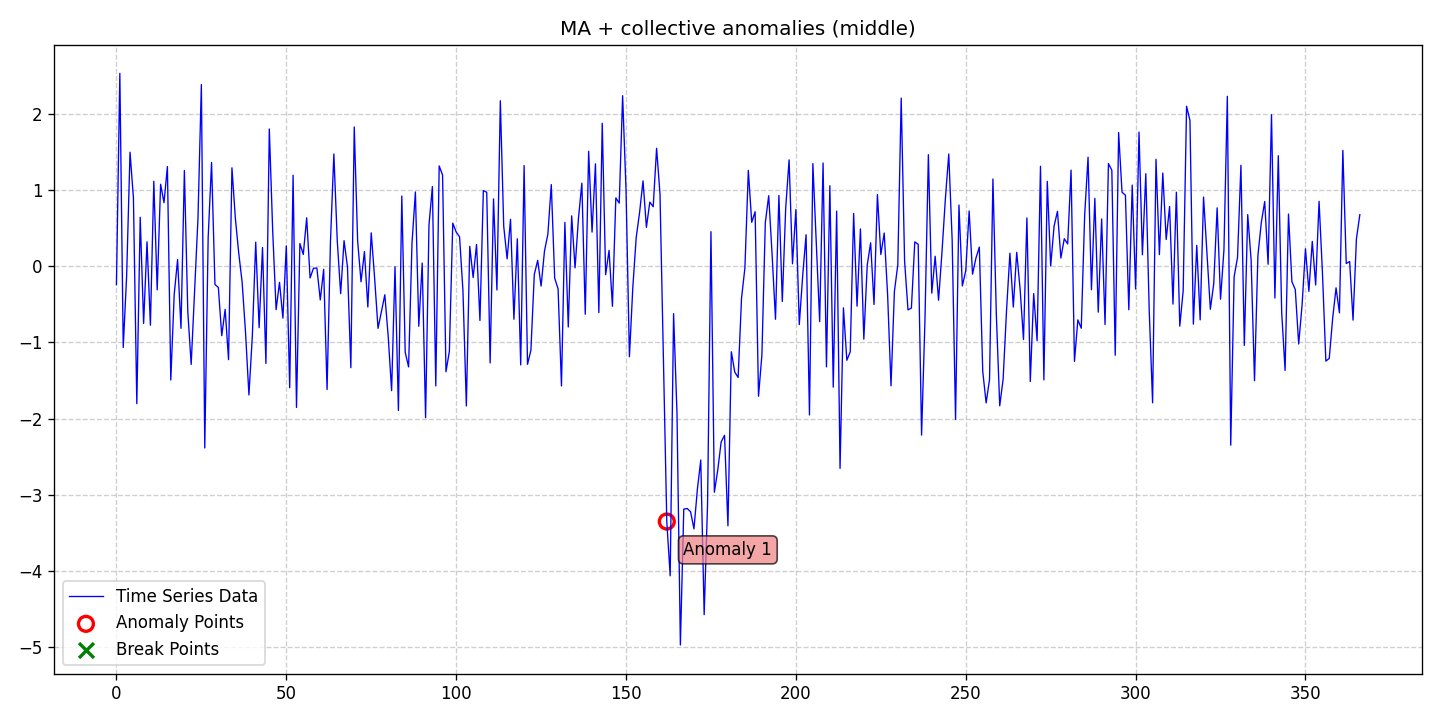 MA + collective anomalies (middle)
2
1
0
−1
−2
−3
−4
−5
Anomaly 1
Time Series Data
Anomaly Points
Break Points
0 50 100 150 200 250 300 350